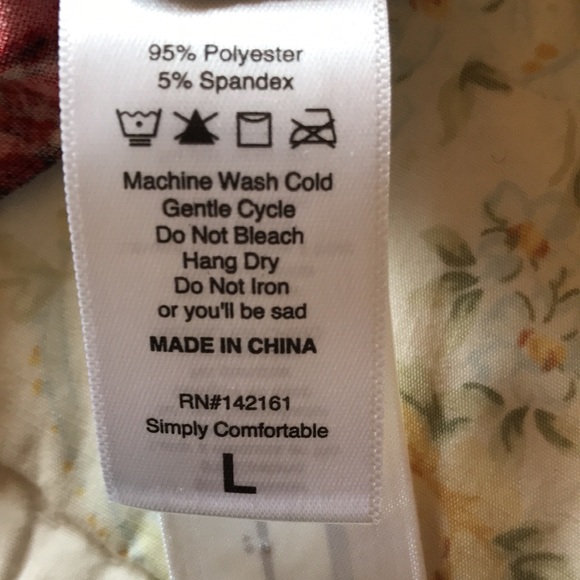 95% Polyester
5% Spandex
Machine Wash Cold
Gentle Cycle
Do Not Bleach
Hang Dry
Do Not Iron
or you'll be sad
MADE IN CHINA
RN#142161
Simply Comfortable
L